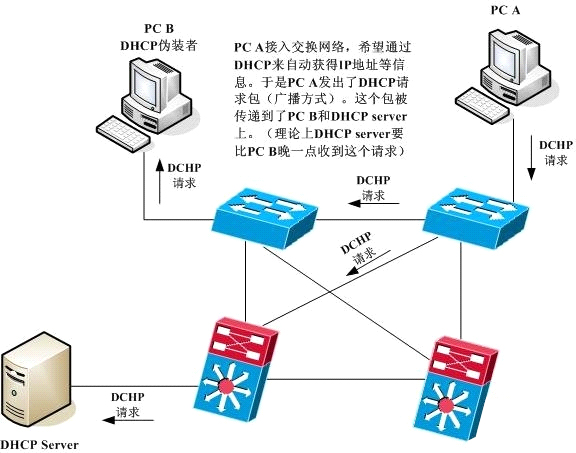 PC B
DHCP伪装者
PC A
PC A接入交换网络，希望通过
DHCP来自动获得IP地址等信
息。于是PC A发出了DHCP请
求包（广播方式）。这个包被
传递到了PC B和DHCP server
上。（理论上DHCP server要
比PC B晚一点收到这个请求）
DCHP
请求
DCHP
请求
DCHP
请求
DCHP
请求
DCHP
请求
DHCP Server